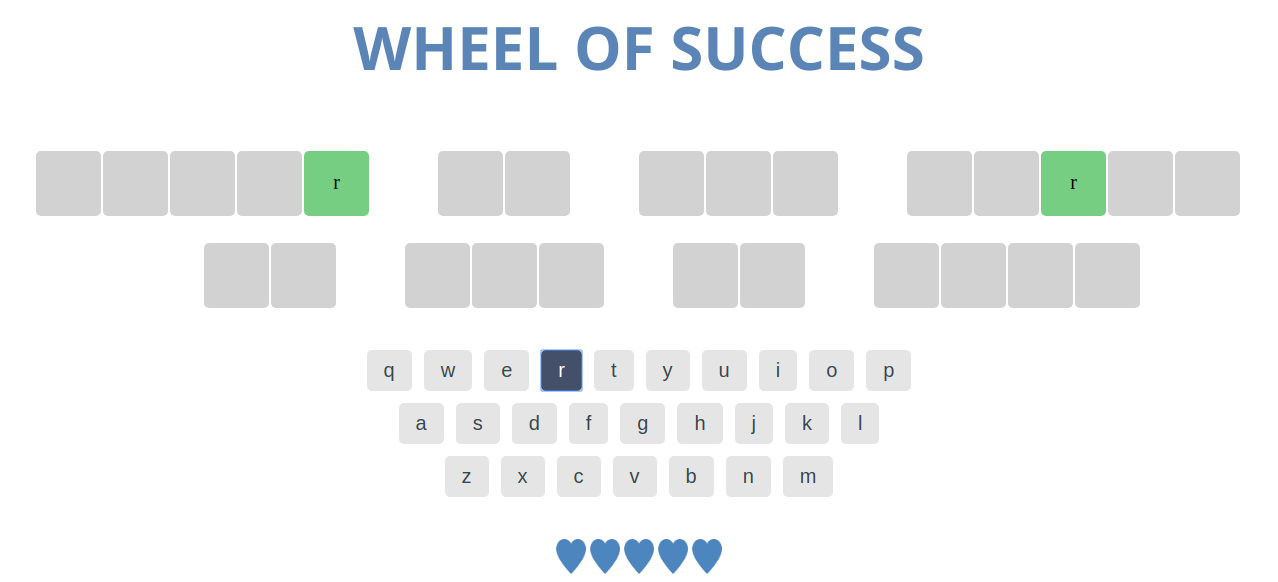 WHEEL OF SUCCESS
r r
q w e r t y u i o p
a s d f g h j k l
z x c v b n m